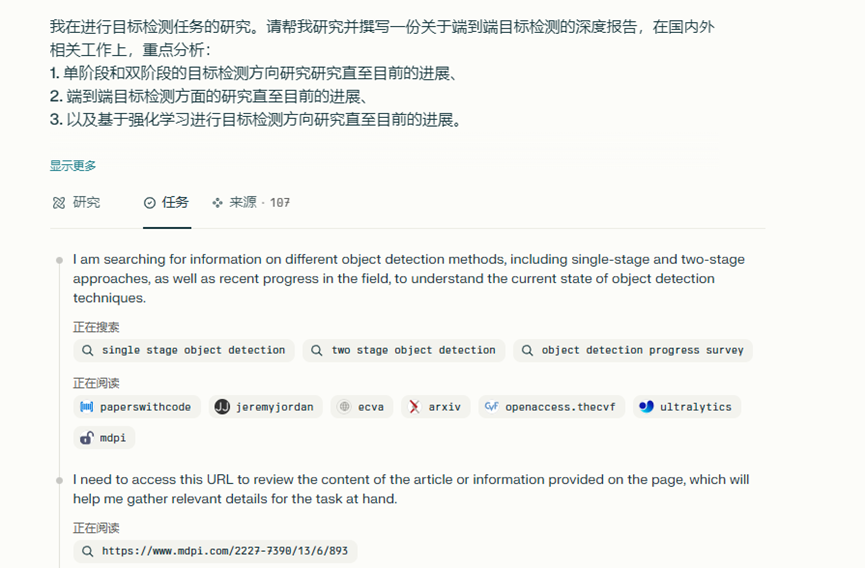 我在进行目标检测任务的研究。请帮我研究并撰写一份关于端到端目标检测的深度报告，在国内外
相关工作上，重点分析：
1. 单阶段和双阶段的目标检测方向研究研究直至目前的进展、
2. 端到端目标检测方面的研究直至目前的进展、
3. 以及基于强化学习进行目标检测方向研究直至目前的进展。
显示更多
研究 任务 来源 · 107
I am searching for information on different object detection methods, including single-stage and two-stage
approaches, as well as recent progress in the field, to understand the current state of object detection
techniques.
正在搜索
single stage object detection two stage object detection object detection progress survey
正在阅读
paperswithcode jeremyjordan ecva arxiv openaccess.thecvf ultralytics
mdpi
I need to access this URL to review the content of the article or information provided on the page, which will
help me gather relevant details for the task at hand.
正在阅读
https://www.mdpi.com/2227-7390/13/6/893